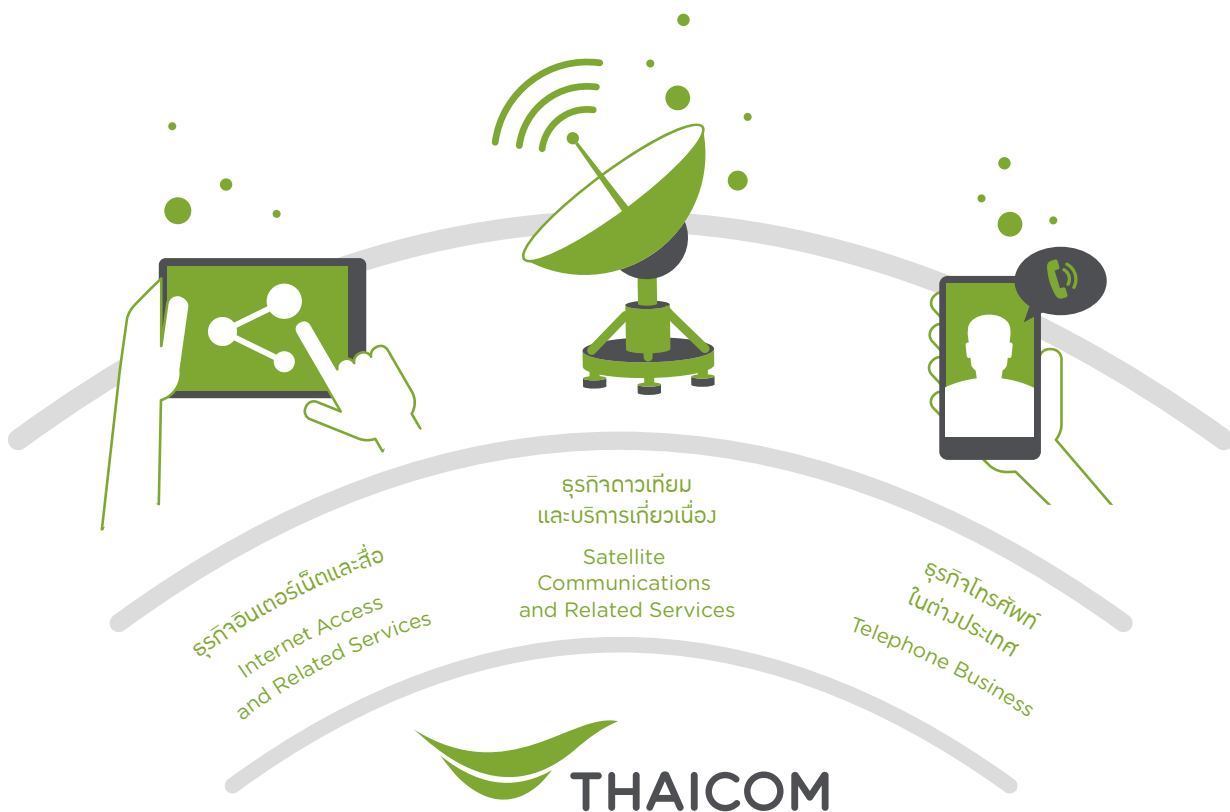 ธุรกิจอินเตอร์เน็ตและสื่อ
Internet Access
and Related Services
ธุรกิจดาวเทียม
และบริการเกี่ยวเนื่อง
Satellite
Communications
and Related Services
ธุรกิจโทรศัพท์
ในต่างประเทศ
Telephone Business
THAICOM